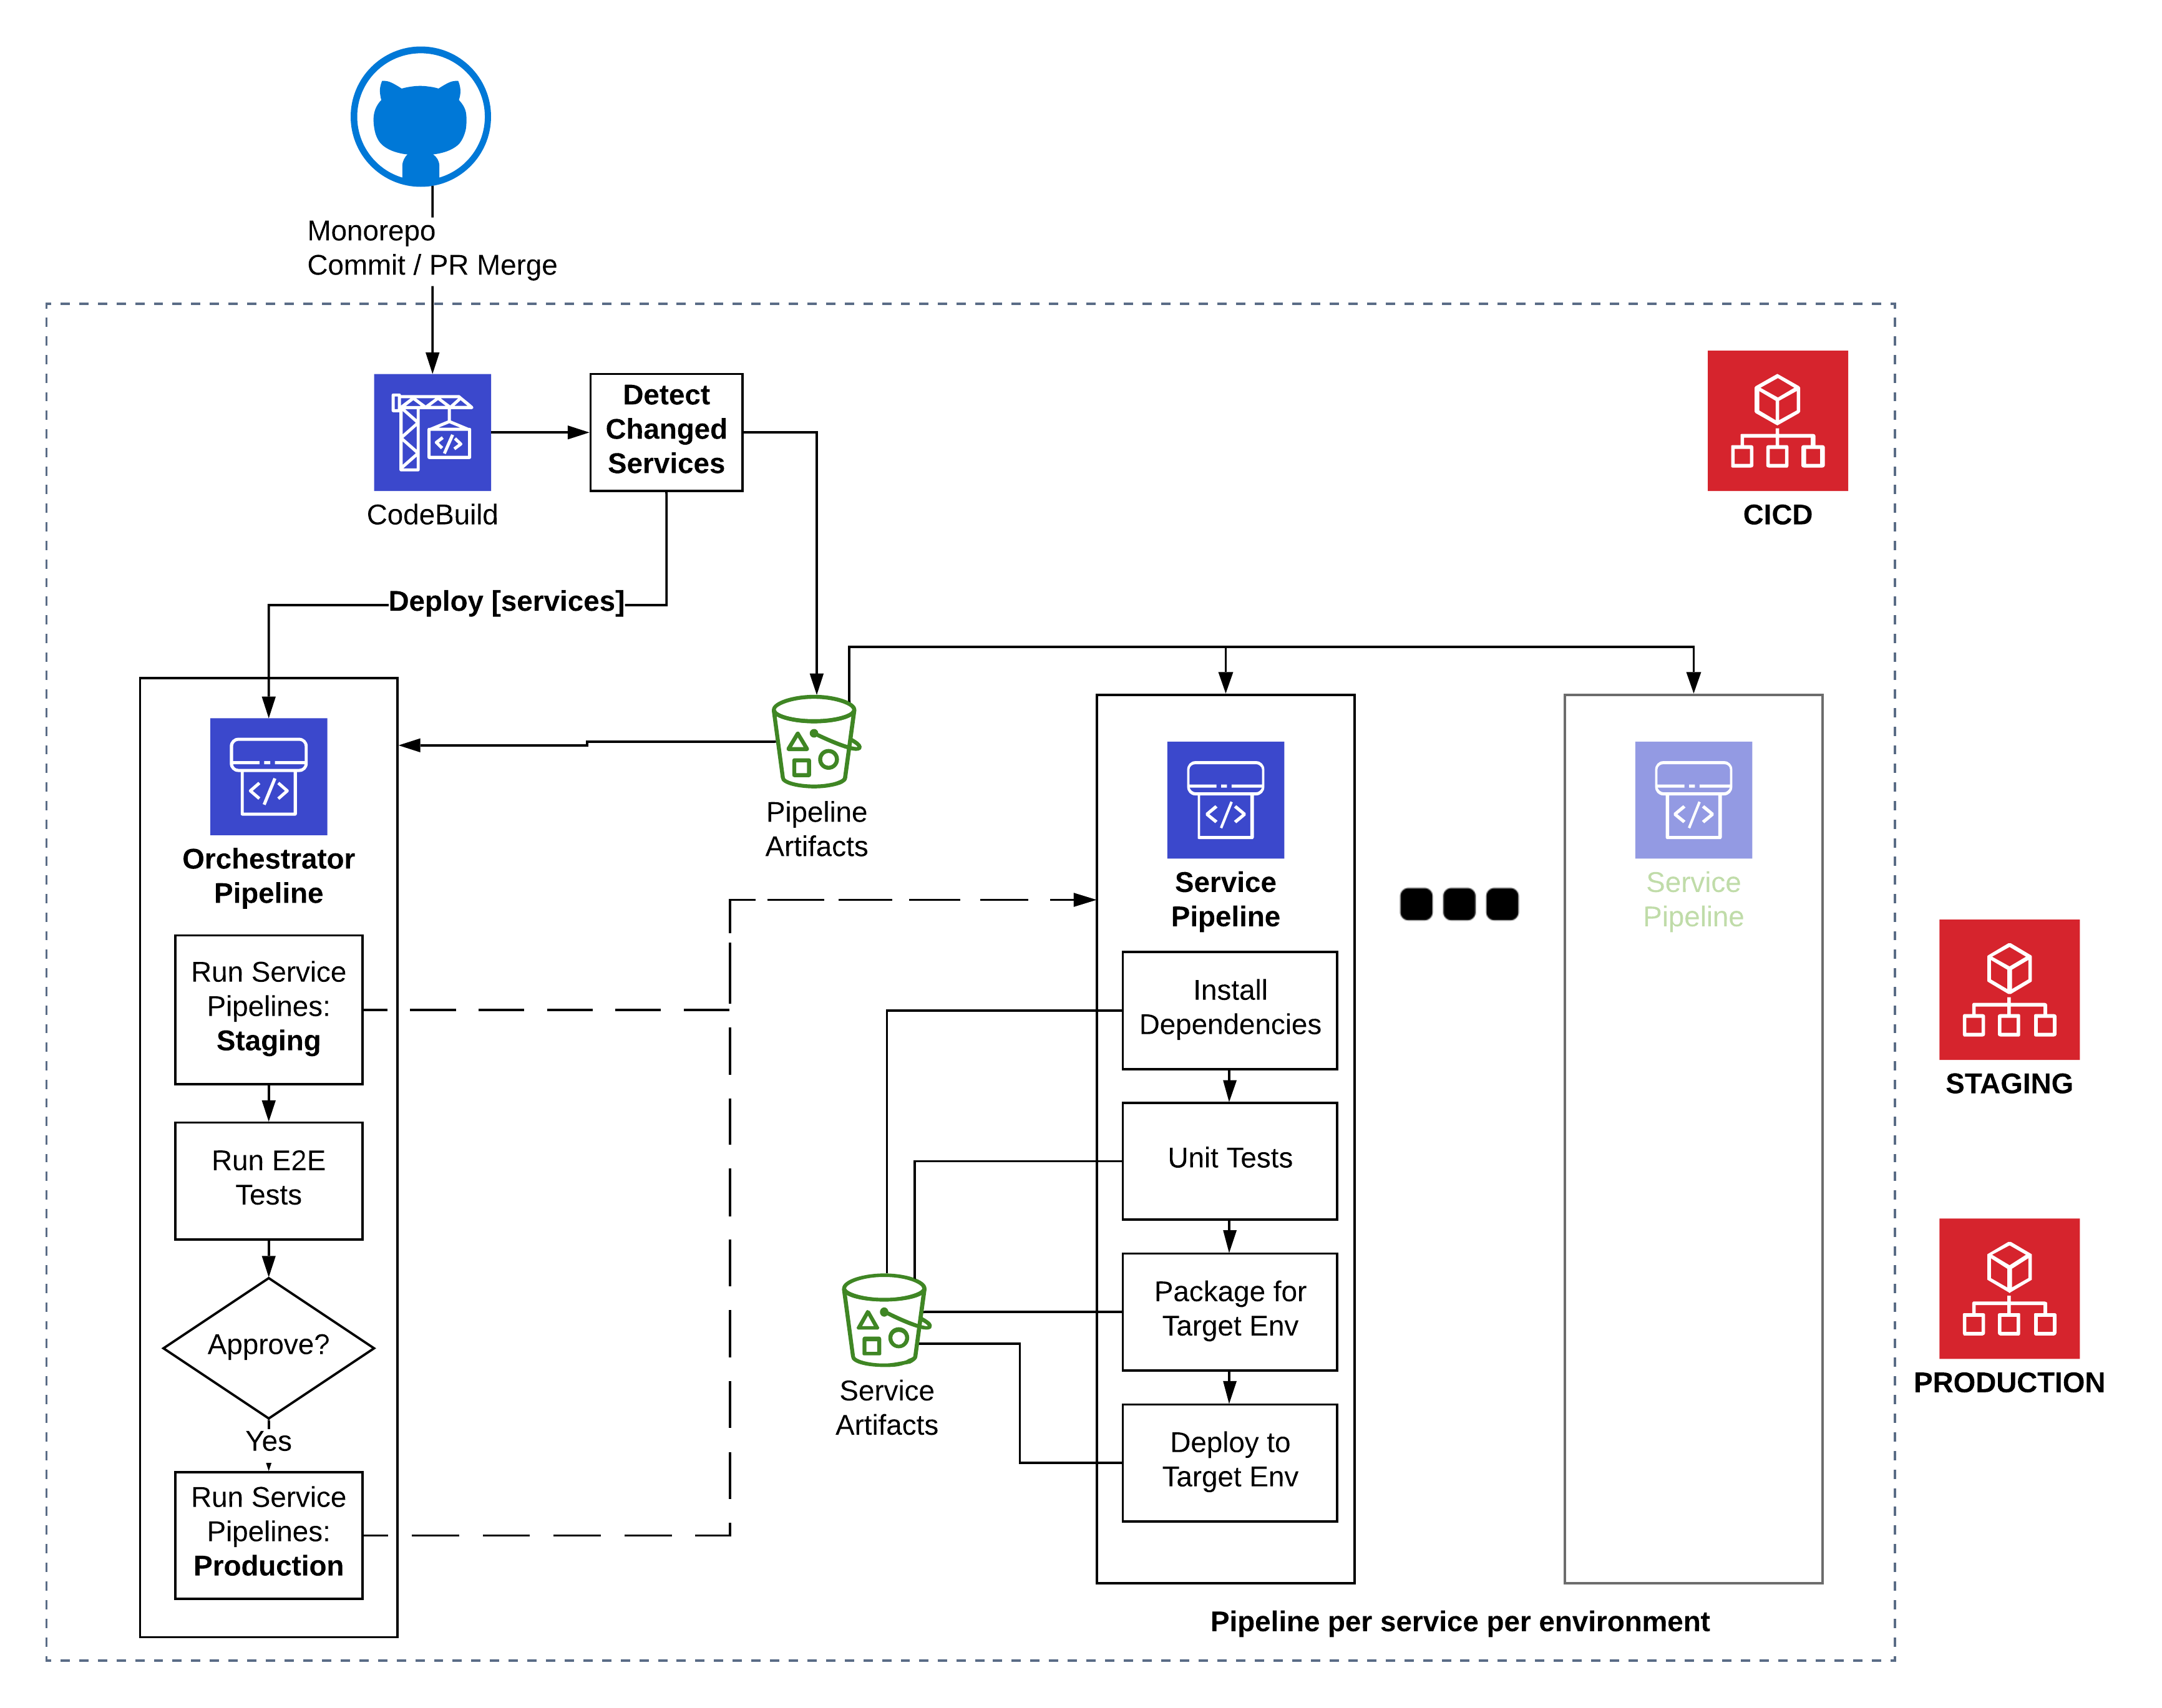 Monorepo
Commit / PR Merge
CodeBuild
Detect
Changed
Services
CICD
Deploy [services]
Pipeline
Artifacts
Orchestrator
Pipeline
Run Service
Pipelines:
Staging
Run E2E
Tests
Approve?
Yes
Run Service
Pipelines:
Production
Service
Artifacts
Service
Pipeline
Install
Dependencies
Unit Tests
Package for
Target Env
Deploy to
Target Env
Service
Pipeline
Pipeline per service per environment
STAGING
PRODUCTION